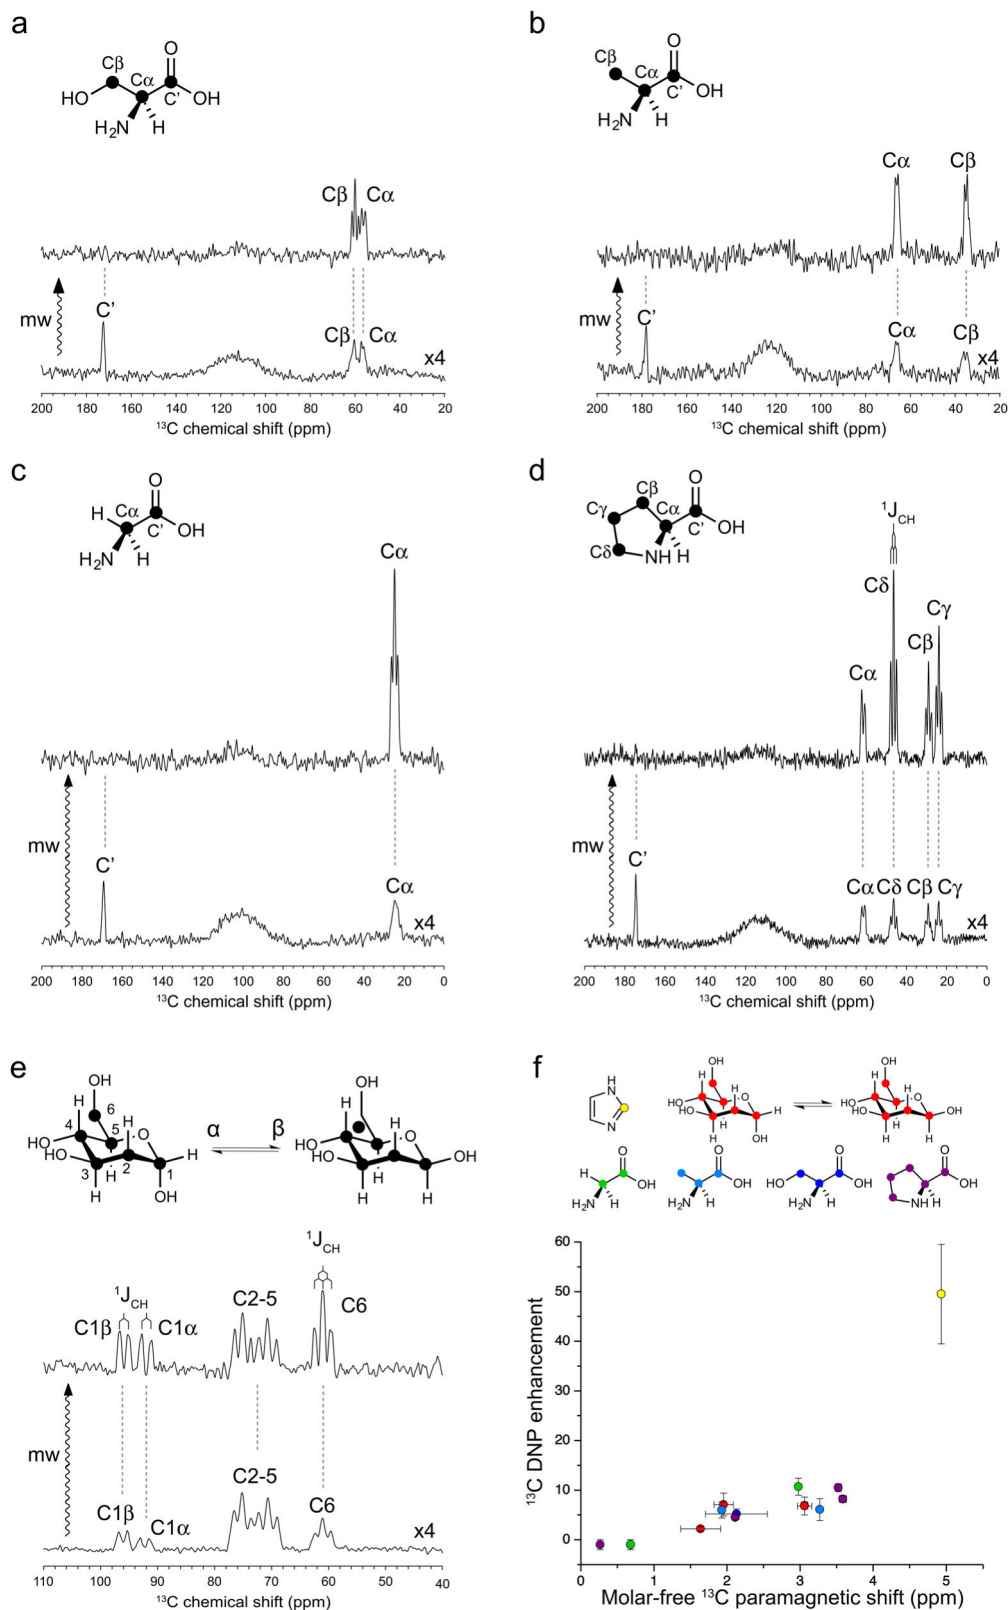 a
O
Cβ
Cα
HO
C'
OH
H₂N
H
Cβ
Cα
mw
C'
Cβ
Cα
x4
200 180 160 140 120 100 80 60 40 20
¹³C chemical shift (ppm)
b
Cβ
O
Cα
C'
OH
H₂N
H
Cα
Cβ
mw
C'
Cα
Cβ
x4
200 180 160 140 120 100 80 60 40 20
¹³C chemical shift (ppm)
c
O
H
Cα
C'
OH
H₂N
H
Cα
mw
C'
Cα
x4
200 180 160 140 120 100 80 60 40 20 0
¹³C chemical shift (ppm)
d
Cβ
O
Cγ
Cα
C'
OH
Cδ
NH
H
¹J_CH
Cδ
Cγ
Cβ
Cα
mw
C'
Cα Cδ Cβ Cγ
x4
200 180 160 140 120 100 80 60 40 20 0
¹³C chemical shift (ppm)
e
OH
6
H
4
HO
5
O
H
HO
3
H
2
1
H
H
OH
α
β
OH
H
HO
O
H
HO
H
OH
H
H
¹J_CH
¹J_CH
C1β
C1α
C2-5
C6
mw
C1β
C1α
C2-5
C6
x4
110 100 90 80 70 60 50 40
¹³C chemical shift (ppm)
f
H
N
N
OH
H
HO
O
H
HO
H
H
H
OH
OH
H
HO
O
H
HO
H
OH
H
H
O
H
OH
H₂N
H
O
OH
H₂N
H
O
HO
OH
H₂N
H
O
OH
NH
H
60
50
40
30
20
10
0
¹³C DNP enhancement
0 1 2 3 4 5
Molar-free ¹³C paramagnetic shift (ppm)